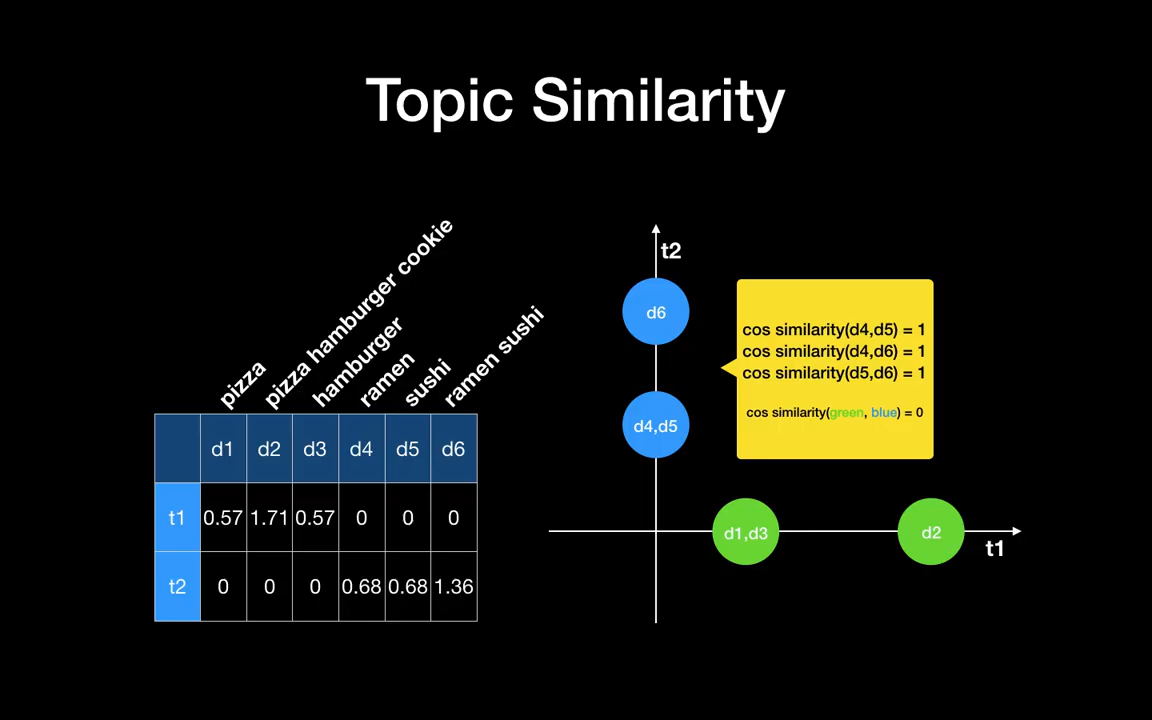 Topic Similarity
pizza
pizza hamburger cookie
hamburger
ramen
sushi
ramen sushi
d1 d2 d3 d4 d5 d6
t1 0.57 1.71 0.57 0 0 0
t2 0 0 0 0.68 0.68 1.36
t2
d6
d4,d5
d1,d3
d2
t1
cos similarity(d4,d5) = 1
cos similarity(d4,d6) = 1
cos similarity(d5,d6) = 1
cos similarity(green, blue) = 0